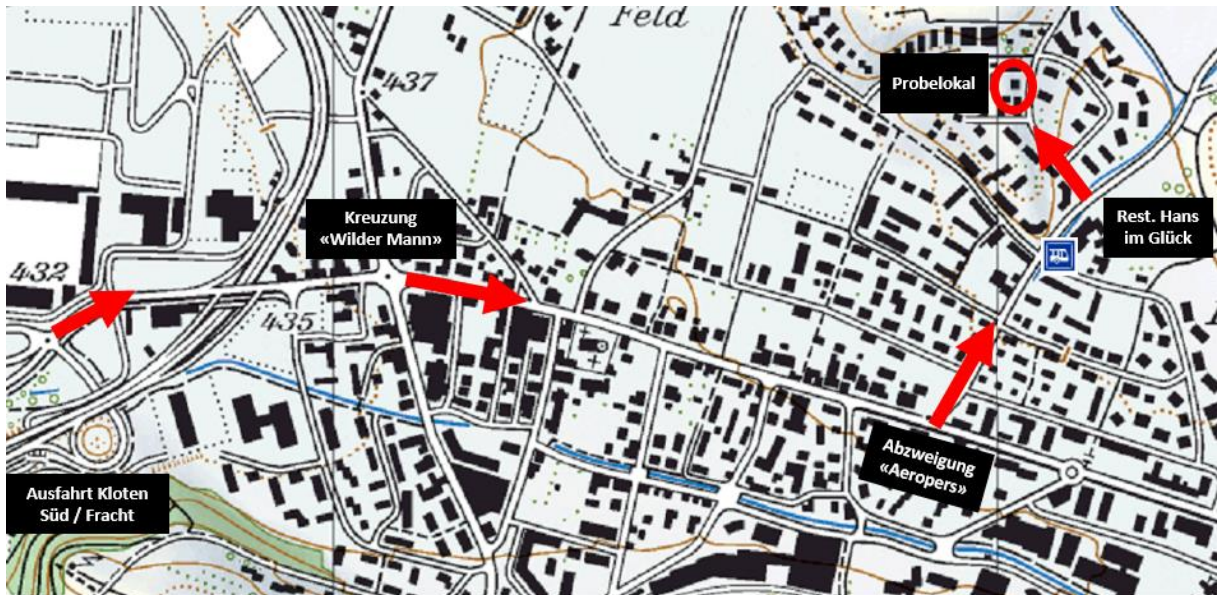 Feld
437
Probelokal
Kreuzung
«Wilder Mann»
Rest. Hans
im Glück
432
435
Abzweigung
«Aeropers»
Ausfahrt Kloten
Süd / Fracht